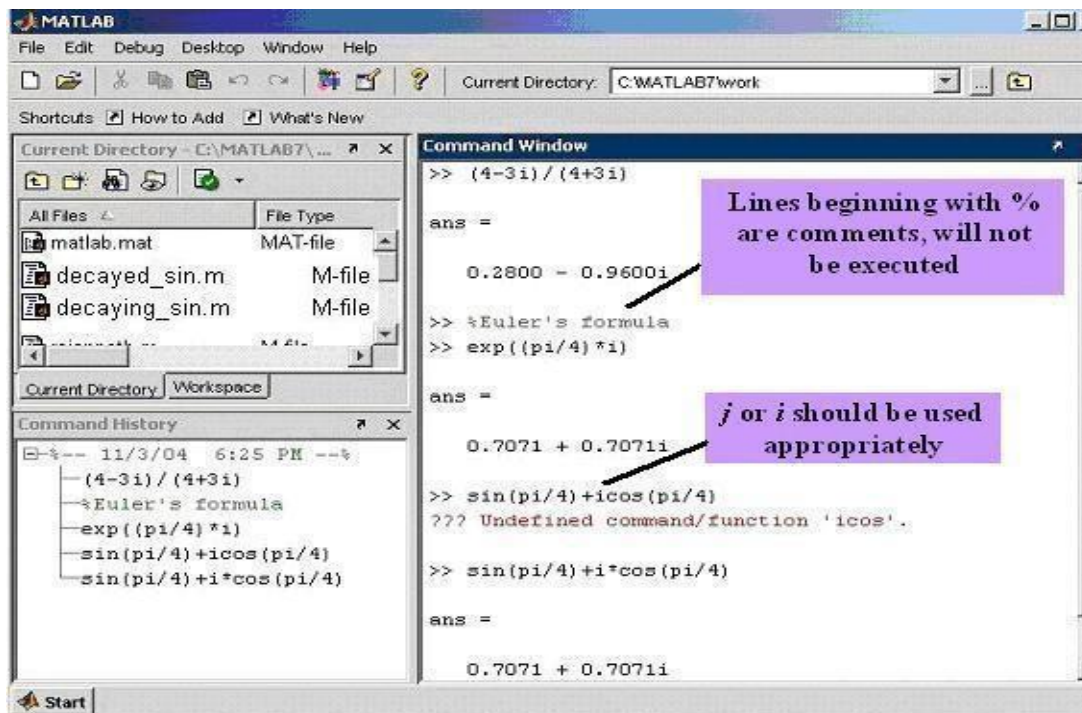 MATLAB
File Edit Debug Desktop Window Help
Current Directory: C:\MATLAB7\work
Shortcuts How to Add What's New
Current Directory - C:\MATLAB7\ ...
All Files File Type
matlab.mat MAT-file
decayed_sin.m M-file
decaying_sin.m M-file
Current Directory Workspace
Command History
%-- 11/3/04 6:25 PM --%
(4-3i)/(4+3i)
%Euler's formula
exp((pi/4)*i)
sin(pi/4)+icos(pi/4)
sin(pi/4)+i*cos(pi/4)
Command Window
>> (4-3i)/(4+3i)
ans =
0.2800 - 0.9600i
>> %Euler's formula
>> exp((pi/4)*i)
ans =
0.7071 + 0.7071i
>> sin(pi/4)+icos(pi/4)
??? Undefined command/function 'icos'.
>> sin(pi/4)+i*cos(pi/4)
ans =
0.7071 + 0.7071i
Lines beginning with %
are comments, will not
be executed
j or i should be used
appropriately
Start